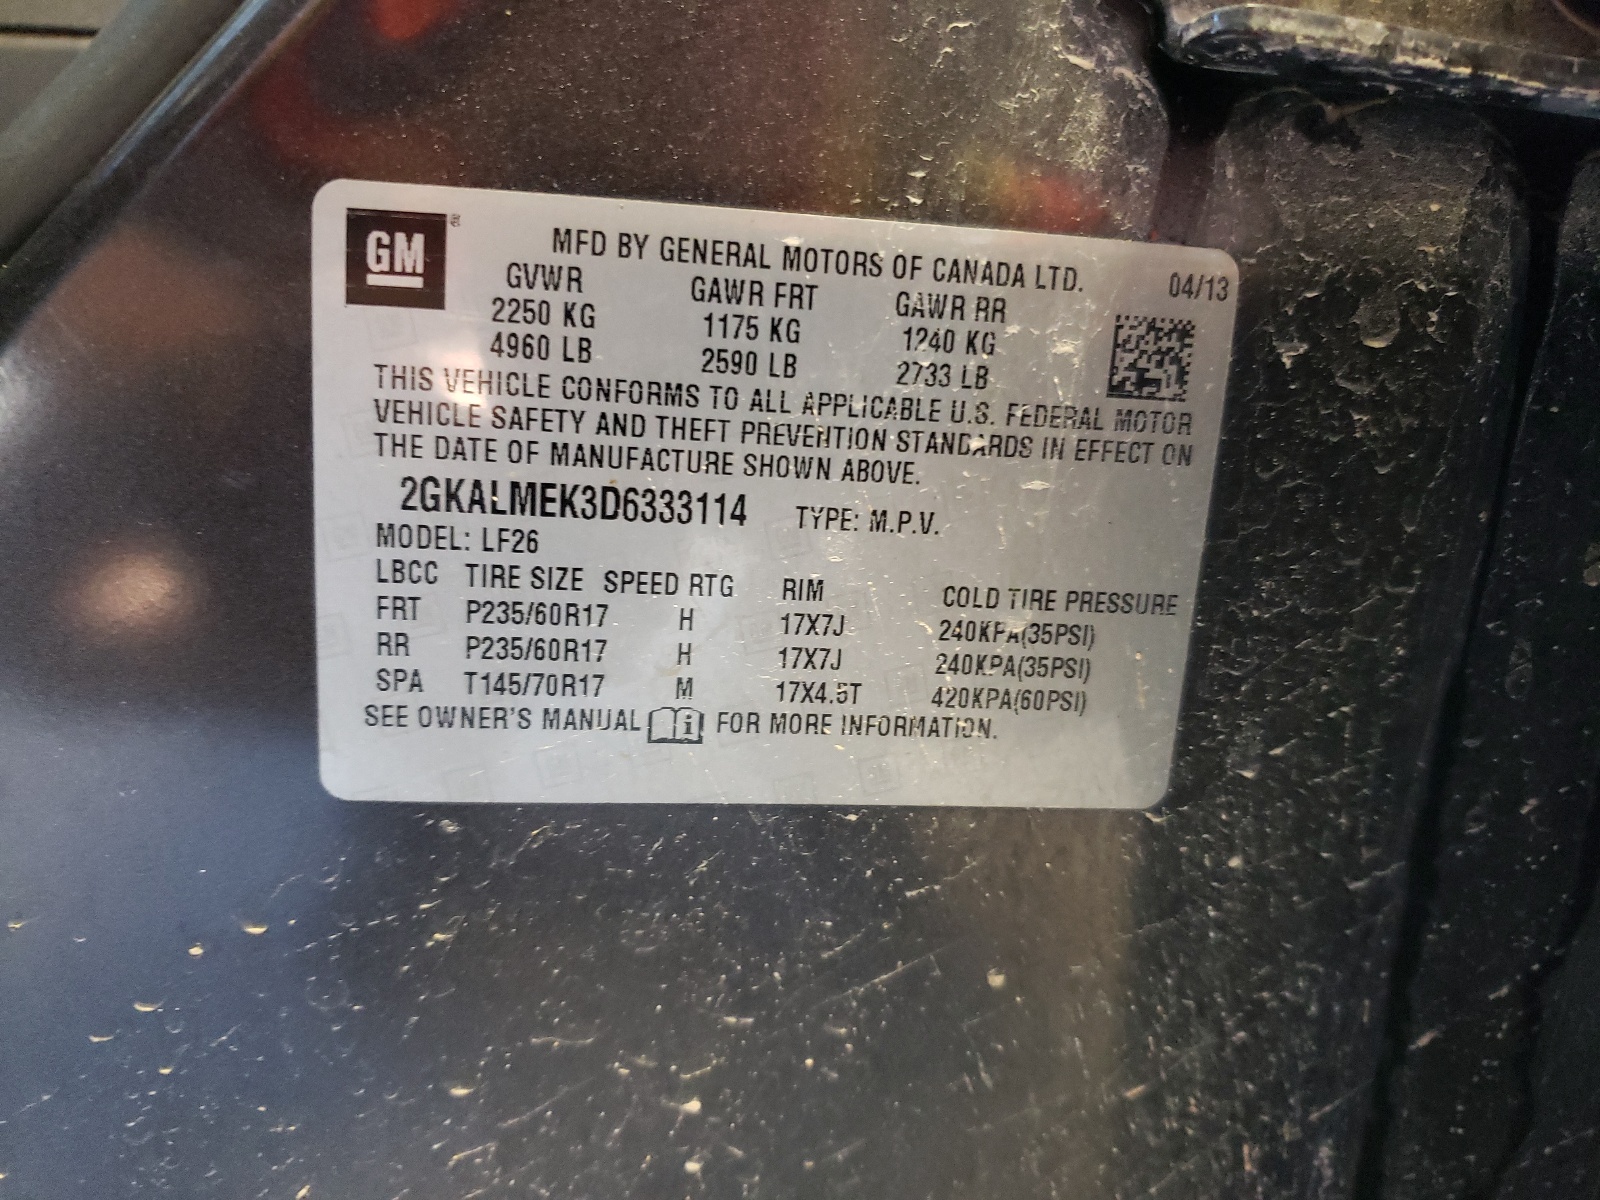 GM ®
MFD BY GENERAL MOTORS OF CANADA LTD. 04/13
GVWR GAWR FRT GAWR RR
2250 KG 1175 KG 1240 KG
4960 LB 2590 LB 2733 LB
THIS VEHICLE CONFORMS TO ALL APPLICABLE U.S. FEDERAL MOTOR
VEHICLE SAFETY AND THEFT PREVENTION STANDARDS IN EFFECT ON
THE DATE OF MANUFACTURE SHOWN ABOVE.
2GKALMEK3D6333114 TYPE: M.P.V.
MODEL: LF26
LBCC TIRE SIZE SPEED RTG RIM COLD TIRE PRESSURE
FRT P235/60R17 H 17X7J 240KPA(35PSI)
RR P235/60R17 H 17X7J 240KPA(35PSI)
SPA T145/70R17 M 17X4.5T 420KPA(60PSI)
SEE OWNER'S MANUAL i FOR MORE INFORMATION.